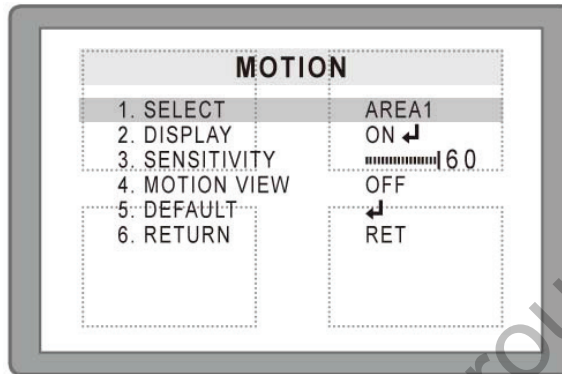 MOTION
1. SELECT AREA1
2. DISPLAY ON ↲
3. SENSITIVITY 60
4. MOTION VIEW OFF
5. DEFAULT ↲
6. RETURN RET